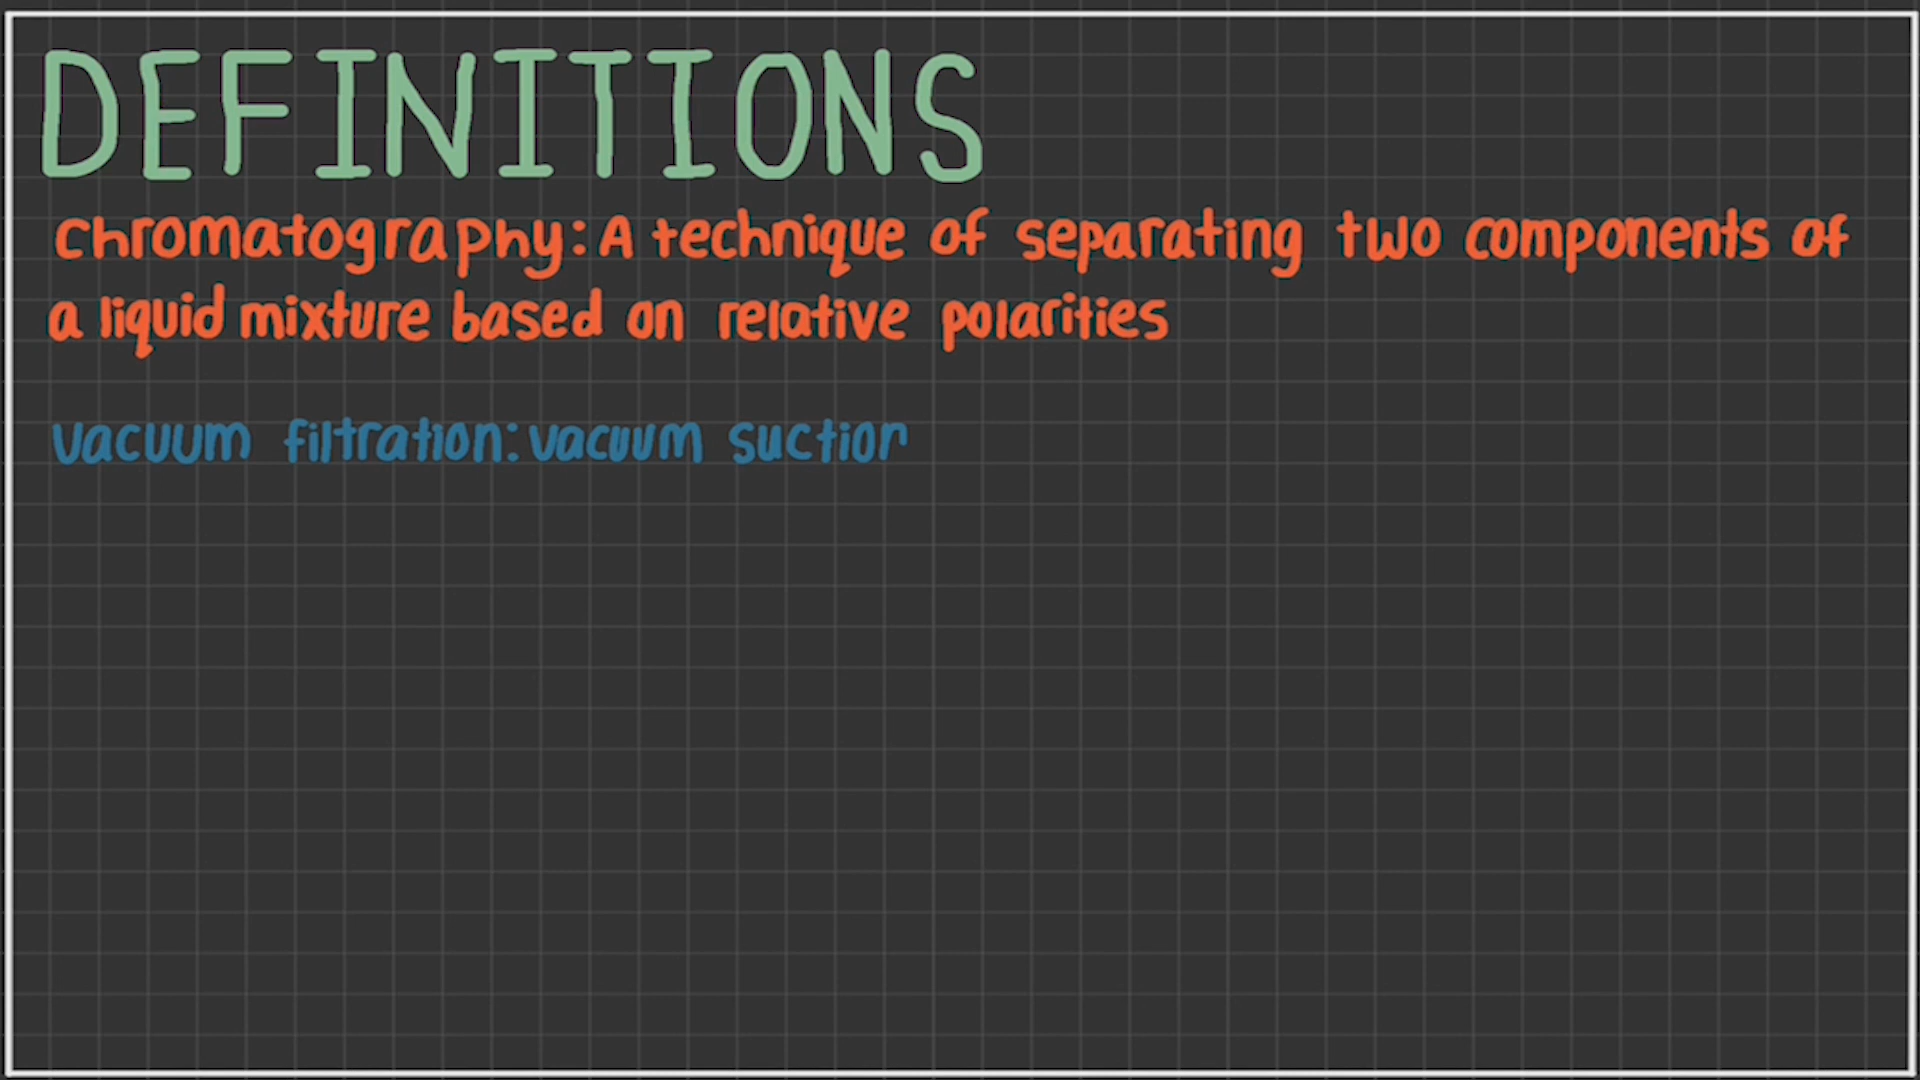 DEFINITIONS
chromatography: A technique of separating two components of
a liquid mixture based on relative polarities
vacuum filtration: vacuum suction